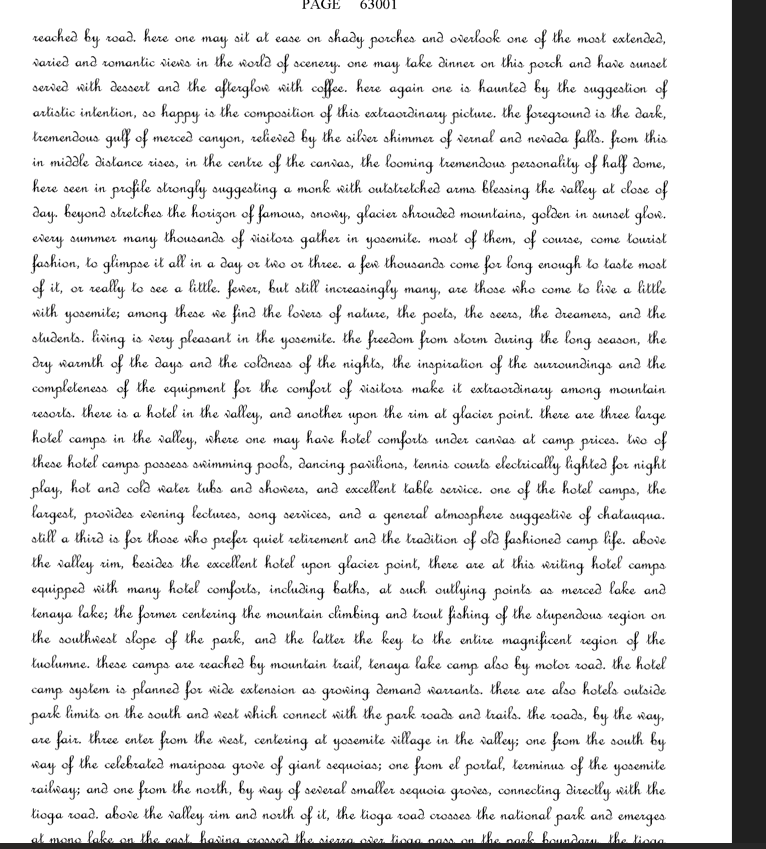 PAGE 63001
reached by road. here one may sit at ease on shady porches and overlook one of the most extended,
varied and romantic views in the world of scenery. one may take dinner on this porch and have sunset
served with dessert and the afterglow with coffee. here again one is haunted by the suggestion of
artistic intention, so happy is the composition of this extraordinary picture. the foreground is the dark,
tremendous gulf of merced canyon, relieved by the silver shimmer of vernal and nevada falls. from this
in middle distance rises, in the centre of the canvas, the looming tremendous personality of half dome,
here seen in profile strongly suggesting a monk with outstretched arms blessing the valley at close of
day. beyond stretches the horizon of famous, snowy, glacier shrouded mountains, golden in sunset glow.
every summer many thousands of visitors gather in yosemite. most of them, of course, come tourist
fashion, to glimpse it all in a day or two or three. a few thousands come for long enough to taste most
of it, or really to see a little. fewer, but still increasingly many, are those who come to live a little
with yosemite; among these we find the lovers of nature, the poets, the seers, the dreamers, and the
students. living is very pleasant in the yosemite. the freedom from storm during the long season, the
dry warmth of the days and the coldness of the nights, the inspiration of the surroundings and the
completeness of the equipment for the comfort of visitors make it extraordinary among mountain
resorts. there is a hotel in the valley, and another upon the rim at glacier point. there are three large
hotel camps in the valley, where one may have hotel comforts under canvas at camp prices. two of
these hotel camps possess swimming pools, dancing pavilions, tennis courts electrically lighted for night
play, hot and cold water tubs and showers, and excellent table service. one of the hotel camps, the
largest, provides evening lectures, song services, and a general atmosphere suggestive of chatauqua.
still a third is for those who prefer quiet retirement and the tradition of old fashioned camp life. above
the valley rim, besides the excellent hotel upon glacier point, there are at this writing hotel camps
equipped with many hotel comforts, including baths, at such outlying points as merced lake and
tenaya lake; the former centering the mountain climbing and trout fishing of the stupendous region on
the southwest slope of the park, and the latter the key to the entire magnificent region of the
tuolumne. these camps are reached by mountain trail, tenaya lake camp also by motor road. the hotel
camp system is planned for wide extension as growing demand warrants. there are also hotels outside
park limits on the south and west which connect with the park roads and trails. the roads, by the way,
are fair. three enter from the west, centering at yosemite village in the valley; one from the south by
way of the celebrated mariposa grove of giant sequoias; one from el portal, terminus of the yosemite
railway; and one from the north, by way of several smaller sequoia groves, connecting directly with the
tioga road. above the valley rim and north of it, the tioga road crosses the national park and emerges
at mono lake on the east, having crossed the sierra over tioga pass on the park boundary. the tioga